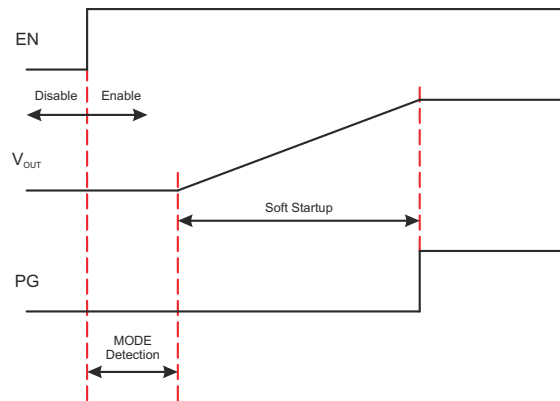 EN
Disable Enable
VOUT
Soft Startup
PG
MODE
Detection